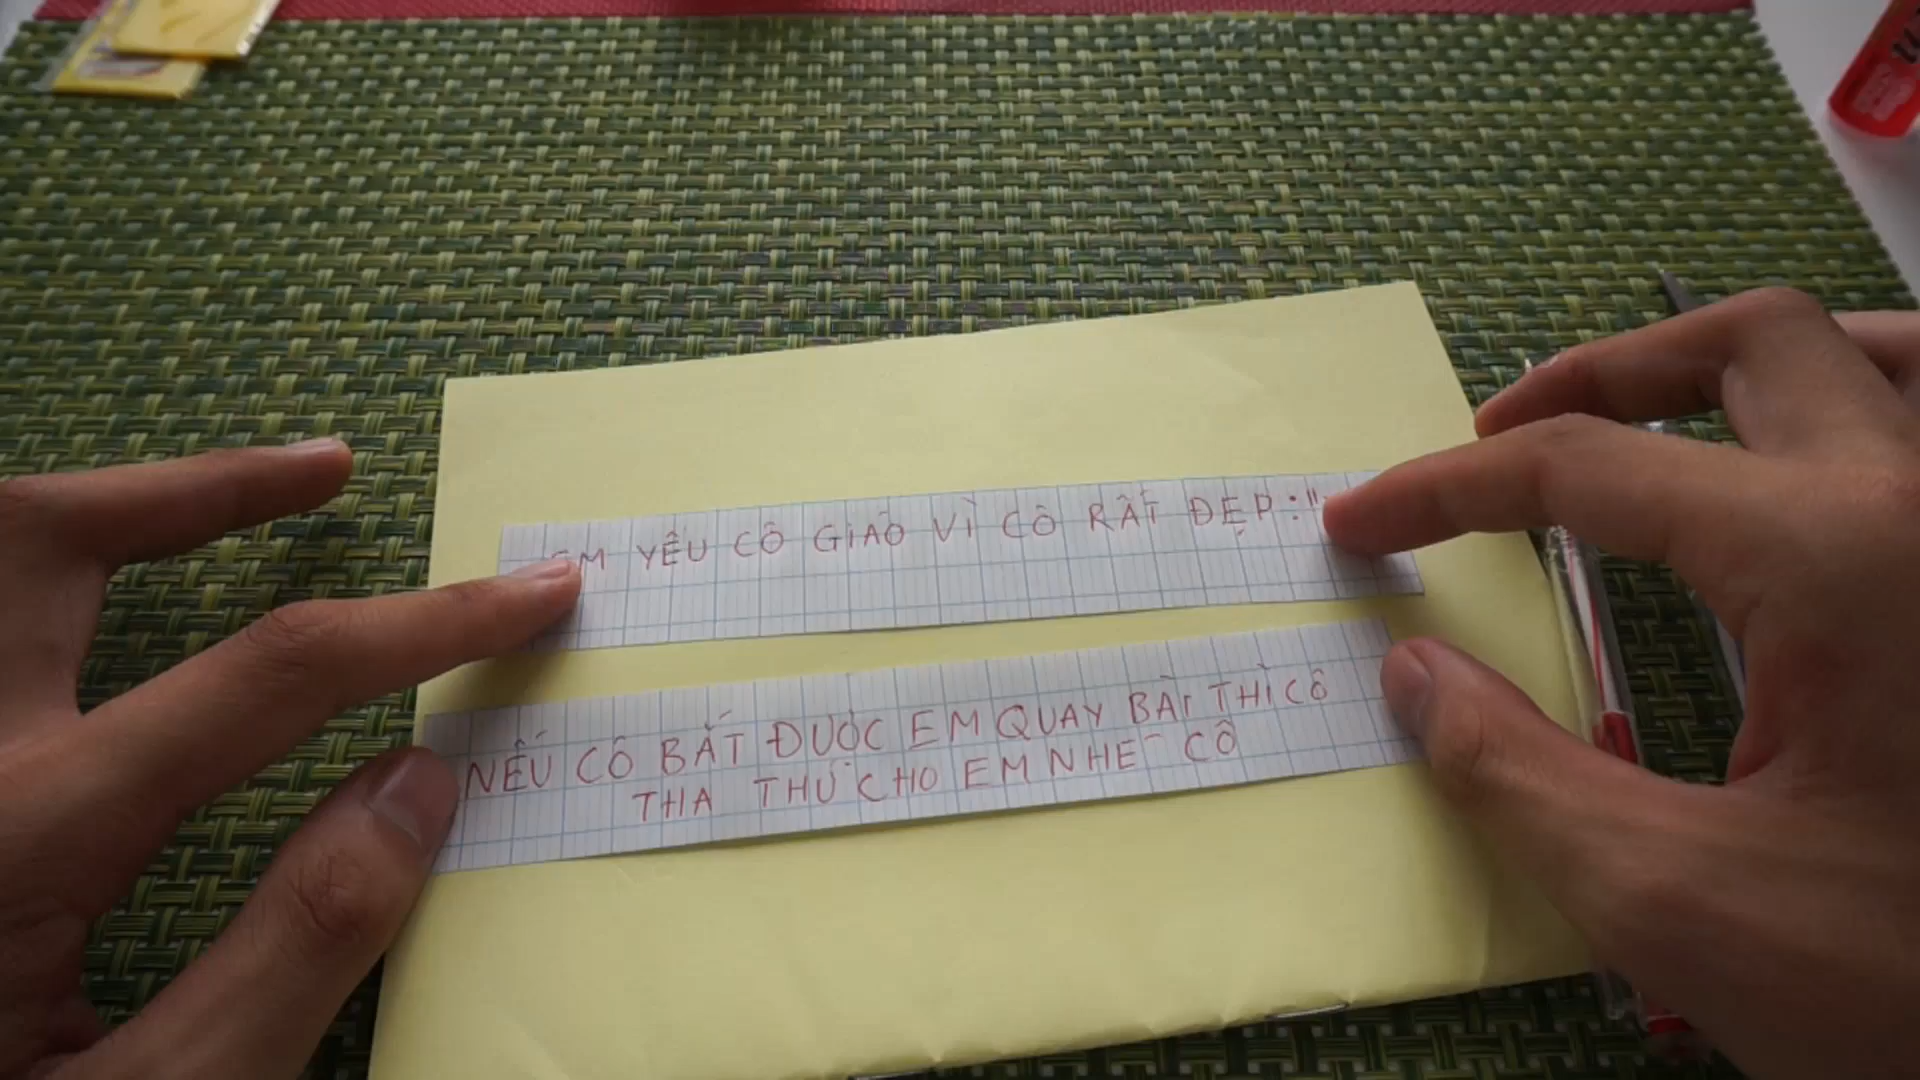 EM YÊU CÔ GIÁO VÌ CÔ RẤT ĐẸP:"
NẾU CÔ BẮT ĐƯỢC EM QUAY BÀI THÌ CÔ
THA THỨ CHO EM NHÉ CÔ